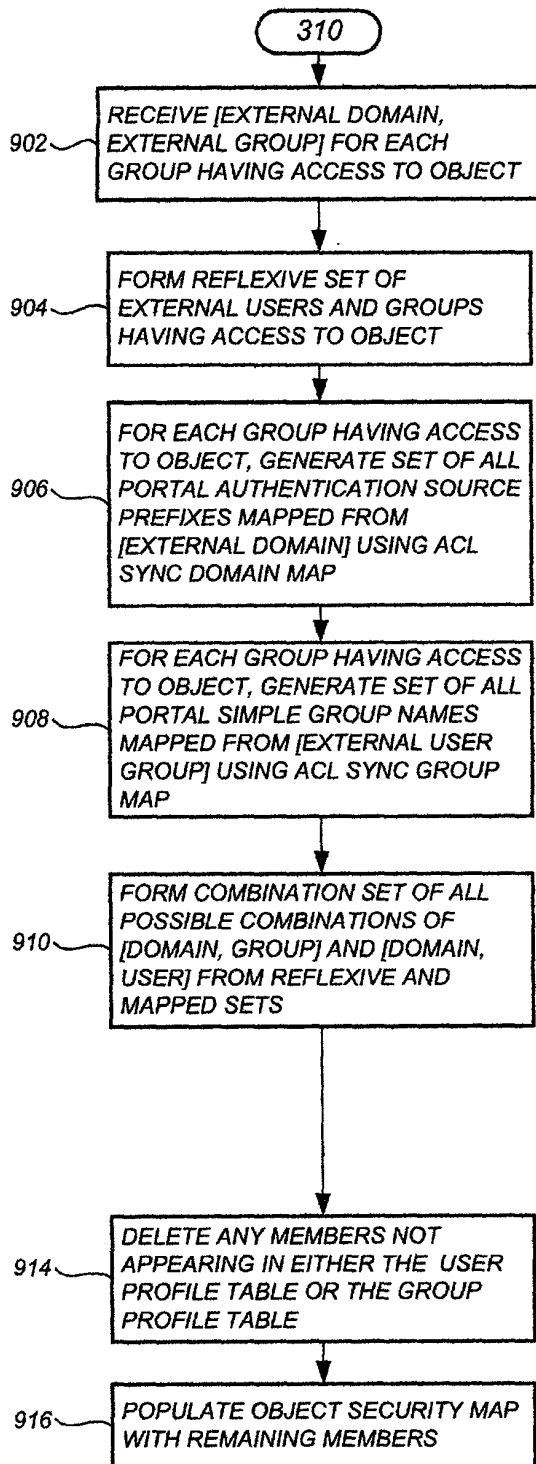 310
902
RECEIVE [EXTERNAL DOMAIN,
EXTERNAL GROUP] FOR EACH
GROUP HAVING ACCESS TO OBJECT
904
FORM REFLEXIVE SET OF
EXTERNAL USERS AND GROUPS
HAVING ACCESS TO OBJECT
906
FOR EACH GROUP HAVING ACCESS
TO OBJECT, GENERATE SET OF ALL
PORTAL AUTHENTICATION SOURCE
PREFIXES MAPPED FROM
[EXTERNAL DOMAIN] USING ACL
SYNC DOMAIN MAP
908
FOR EACH GROUP HAVING ACCESS
TO OBJECT, GENERATE SET OF ALL
PORTAL SIMPLE GROUP NAMES
MAPPED FROM [EXTERNAL USER
GROUP] USING ACL SYNC GROUP
MAP
910
FORM COMBINATION SET OF ALL
POSSIBLE COMBINATIONS OF
[DOMAIN, GROUP] AND [DOMAIN,
USER] FROM REFLEXIVE AND
MAPPED SETS
914
DELETE ANY MEMBERS NOT
APPEARING IN EITHER THE USER
PROFILE TABLE OR THE GROUP
PROFILE TABLE
916
POPULATE OBJECT SECURITY MAP
WITH REMAINING MEMBERS